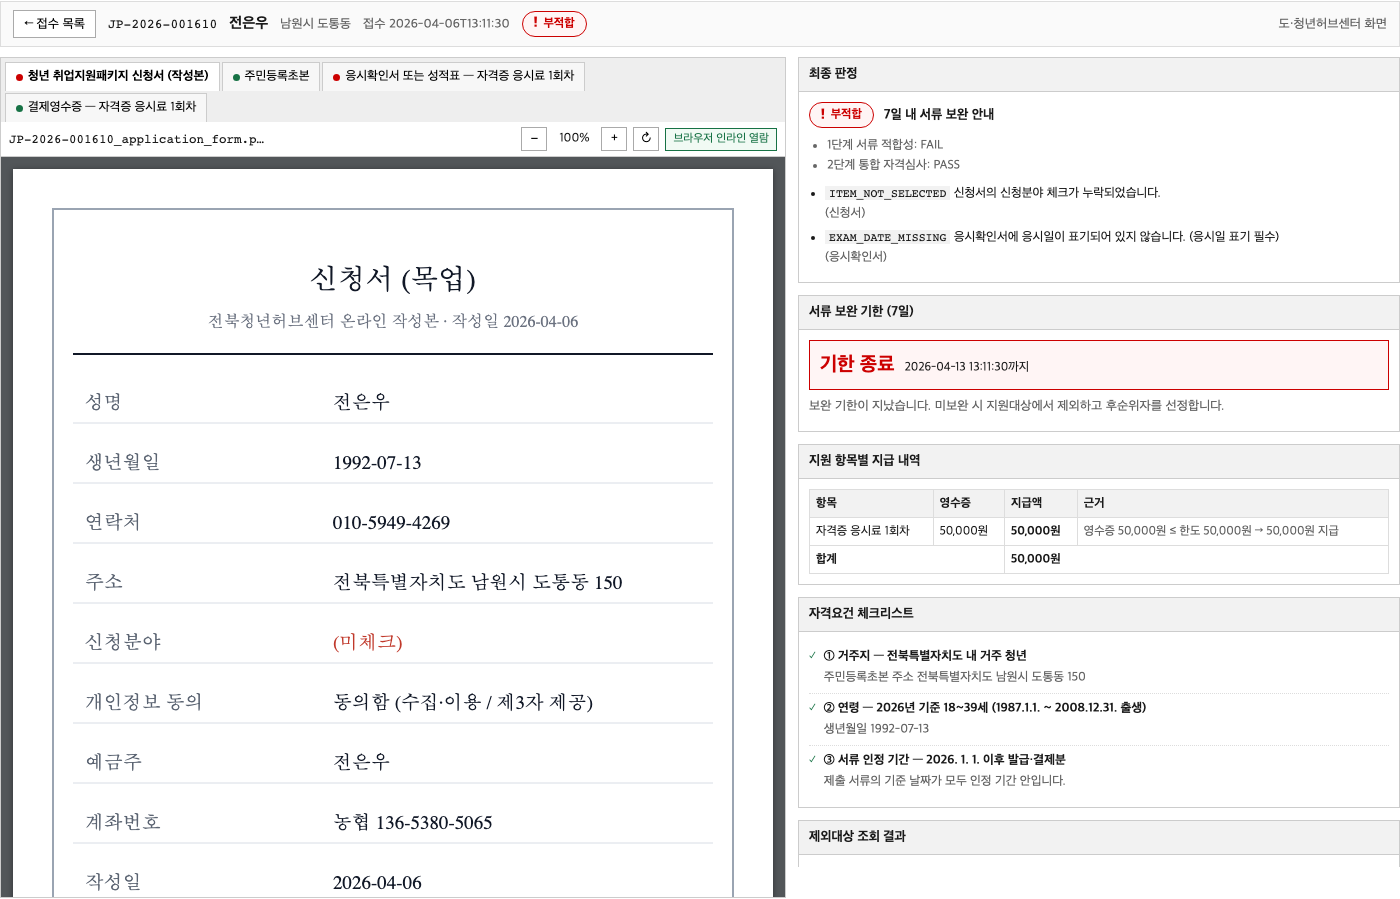 ← 접수 목록 JP-2026-001610 전은우 남원시 도통동 접수 2026-04-06T13:11:30 ! 부적합 도·청년허브센터 화면
청년 취업지원패키지 신청서 (작성본) 주민등록초본 응시확인서 또는 성적표 — 자격증 응시료 1회차
결제영수증 — 자격증 응시료 1회차
JP-2026-001610_application_form.p… − 100% + ↻ 브라우저 인라인 열람
신청서 (목업)
전북청년허브센터 온라인 작성본 · 작성일 2026-04-06
성명 전은우
생년월일 1992-07-13
연락처 010-5949-4269
주소 전북특별자치도 남원시 도통동 150
신청분야 (미체크)
개인정보 동의 동의함 (수집·이용 / 제3자 제공)
예금주 전은우
계좌번호 농협 136-5380-5065
작성일 2026-04-06
최종 판정
! 부적합 7일 내 서류 보완 안내
1단계 서류 적합성: FAIL
2단계 통합 자격심사: PASS
ITEM_NOT_SELECTED 신청서의 신청분야 체크가 누락되었습니다.
(신청서)
EXAM_DATE_MISSING 응시확인서에 응시일이 표기되어 있지 않습니다. (응시일 표기 필수)
(응시확인서)
서류 보완 기한 (7일)
기한 종료 2026-04-13 13:11:30까지
보완 기한이 지났습니다. 미보완 시 지원대상에서 제외하고 후순위자를 선정합니다.
지원 항목별 지급 내역
항목 영수증 지급액 근거
자격증 응시료 1회차 50,000원 50,000원 영수증 50,000원 ≤ 한도 50,000원 → 50,000원 지급
합계 50,000원
자격요건 체크리스트
✓ ① 거주지 — 전북특별자치도 내 거주 청년
주민등록초본 주소 전북특별자치도 남원시 도통동 150
✓ ② 연령 — 2026년 기준 18~39세 (1987.1.1. ~ 2008.12.31. 출생)
생년월일 1992-07-13
✓ ③ 서류 인정 기간 — 2026. 1. 1. 이후 발급·결제분
제출 서류의 기준 날짜가 모두 인정 기간 안입니다.
제외대상 조회 결과